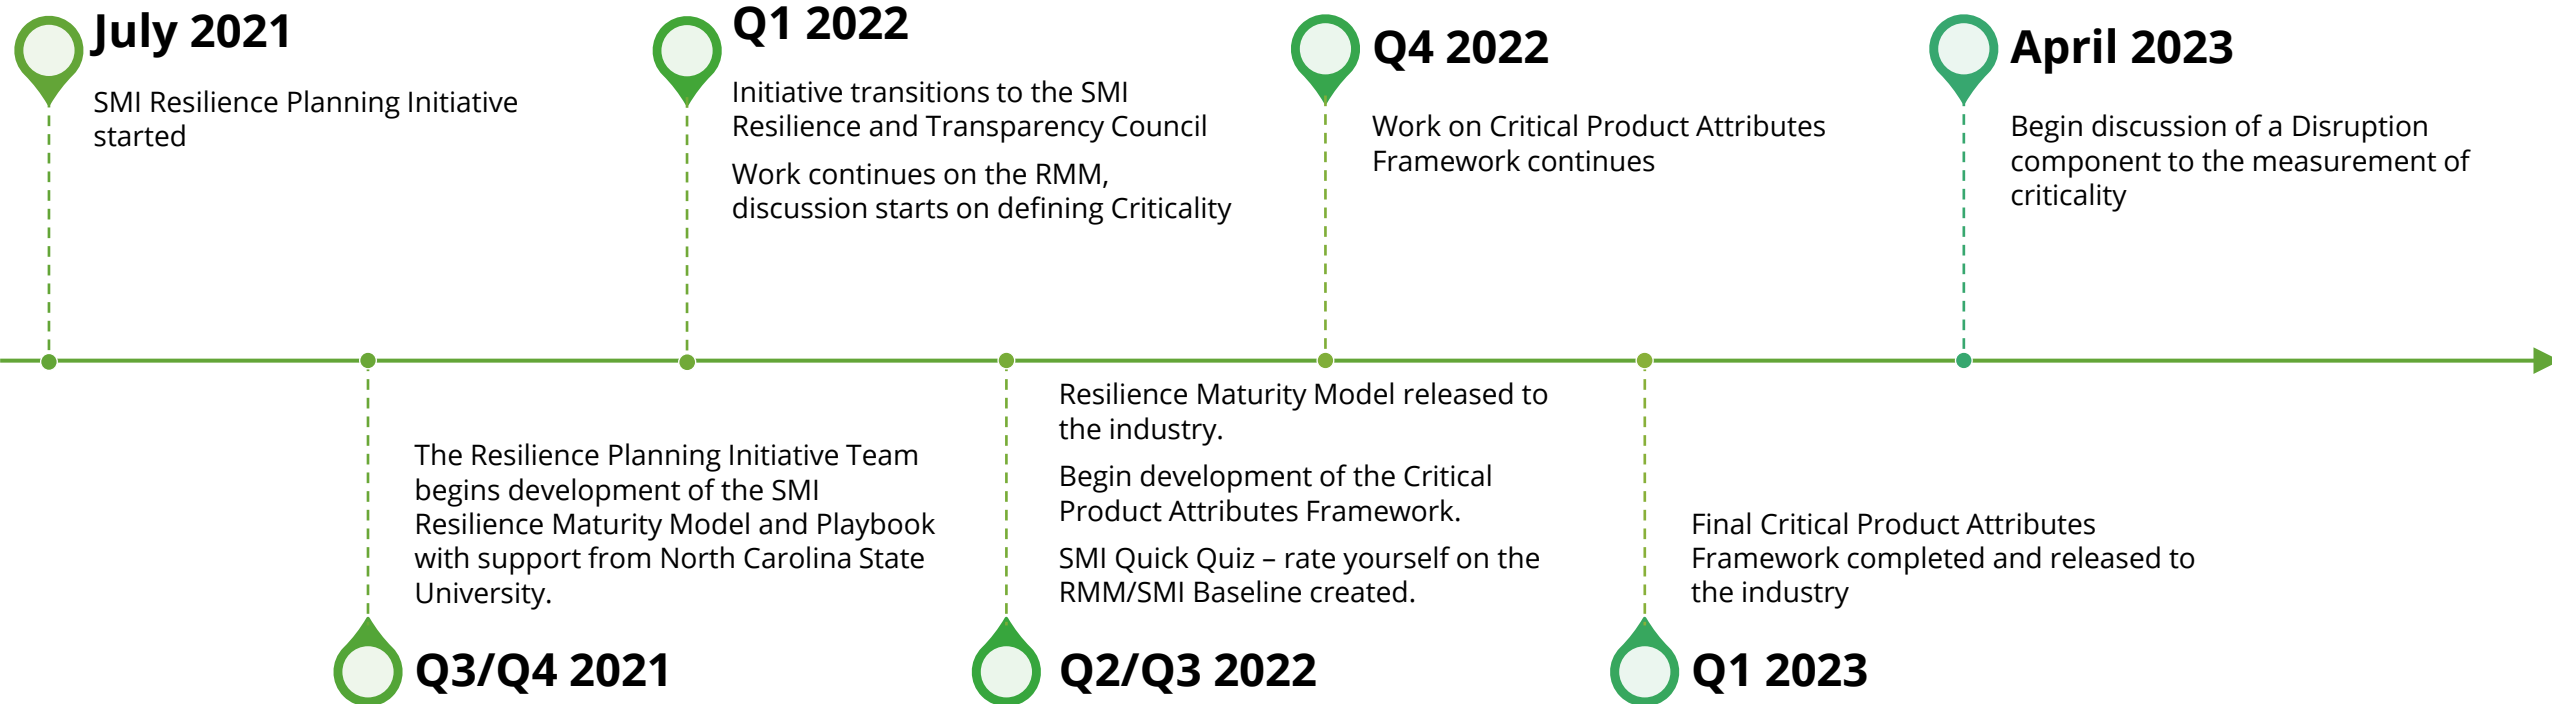 July 2021
SMI Resilience Planning Initiative
started
Q1 2022
Initiative transitions to the SMI
Resilience and Transparency Council
Work continues on the RMM,
discussion starts on defining Criticality
Q4 2022
Work on Critical Product Attributes
Framework continues
April 2023
Begin discussion of a Disruption
component to the measurement of
criticality
The Resilience Planning Initiative Team
begins development of the SMI
Resilience Maturity Model and Playbook
with support from North Carolina State
University.
Q3/Q4 2021
Resilience Maturity Model released to
the industry.
Begin development of the Critical
Product Attributes Framework.
SMI Quick Quiz – rate yourself on the
RMM/SMI Baseline created.
Q2/Q3 2022
Final Critical Product Attributes
Framework completed and released to
the industry
Q1 2023